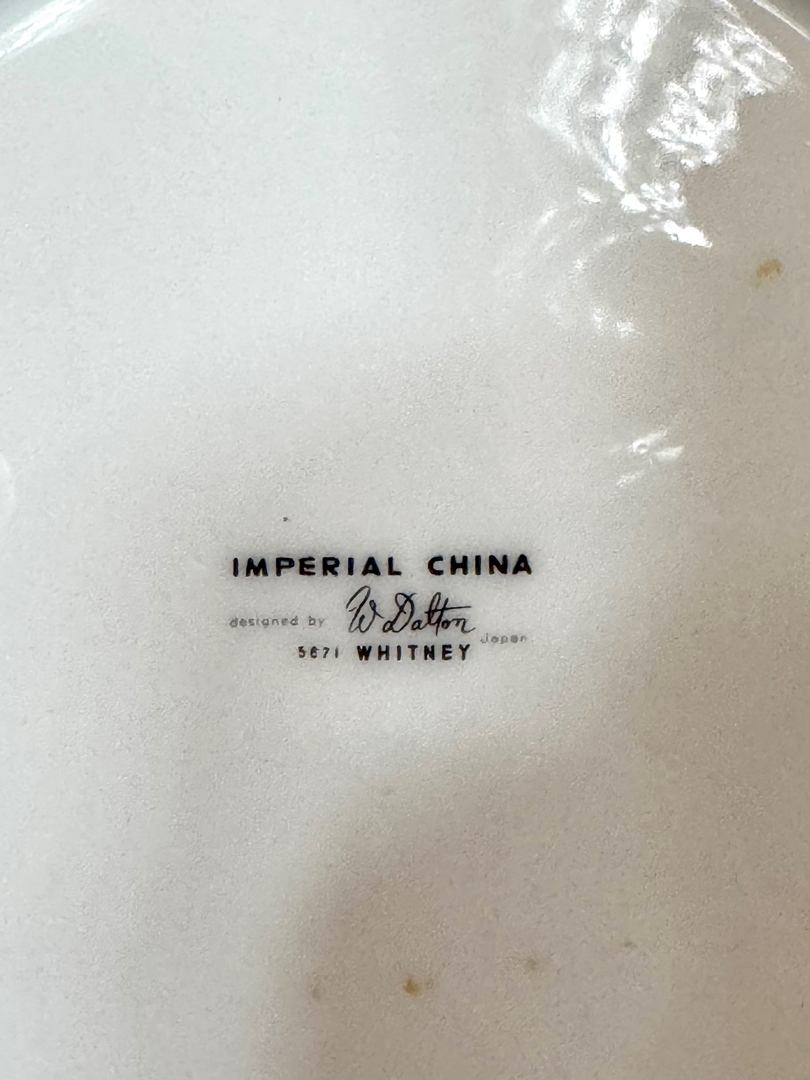 IMPERIAL CHINA
designed by W Dalton Japan
5671 WHITNEY